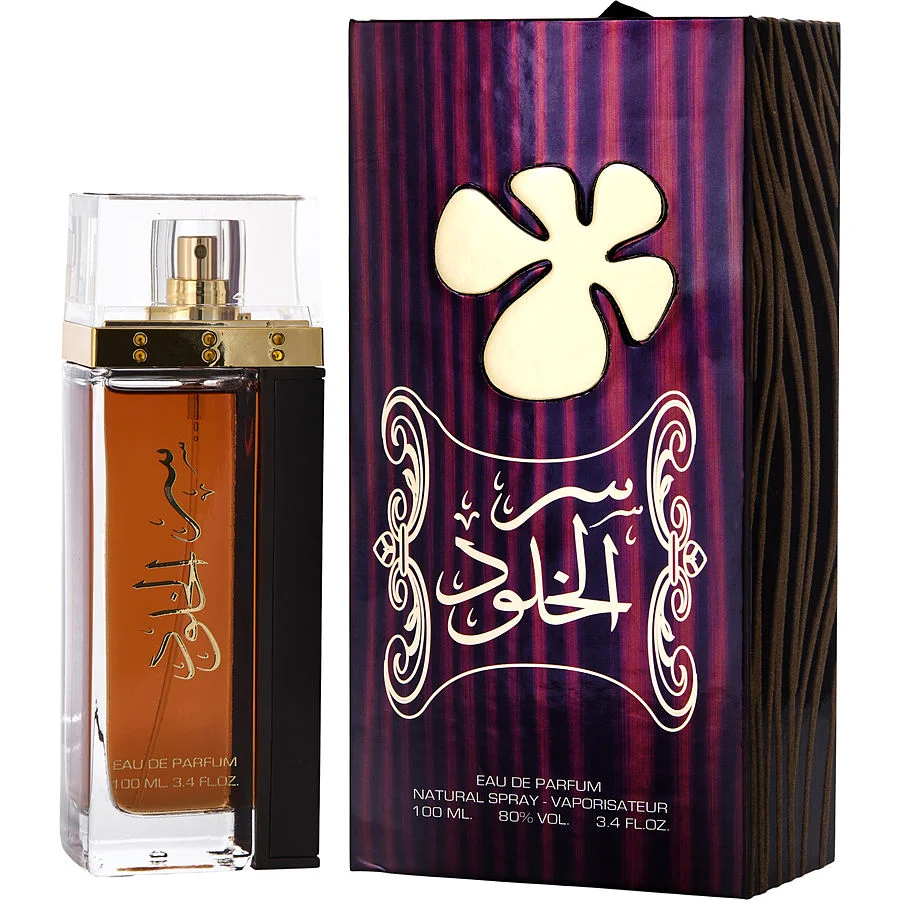 سر الخلود
EAU DE PARFUM
100 ML. 3.4 FL.OZ.
سر
الخلود
EAU DE PARFUM
NATURAL SPRAY - VAPORISATEUR
100 ML. 80% VOL. 3.4 FL.OZ.